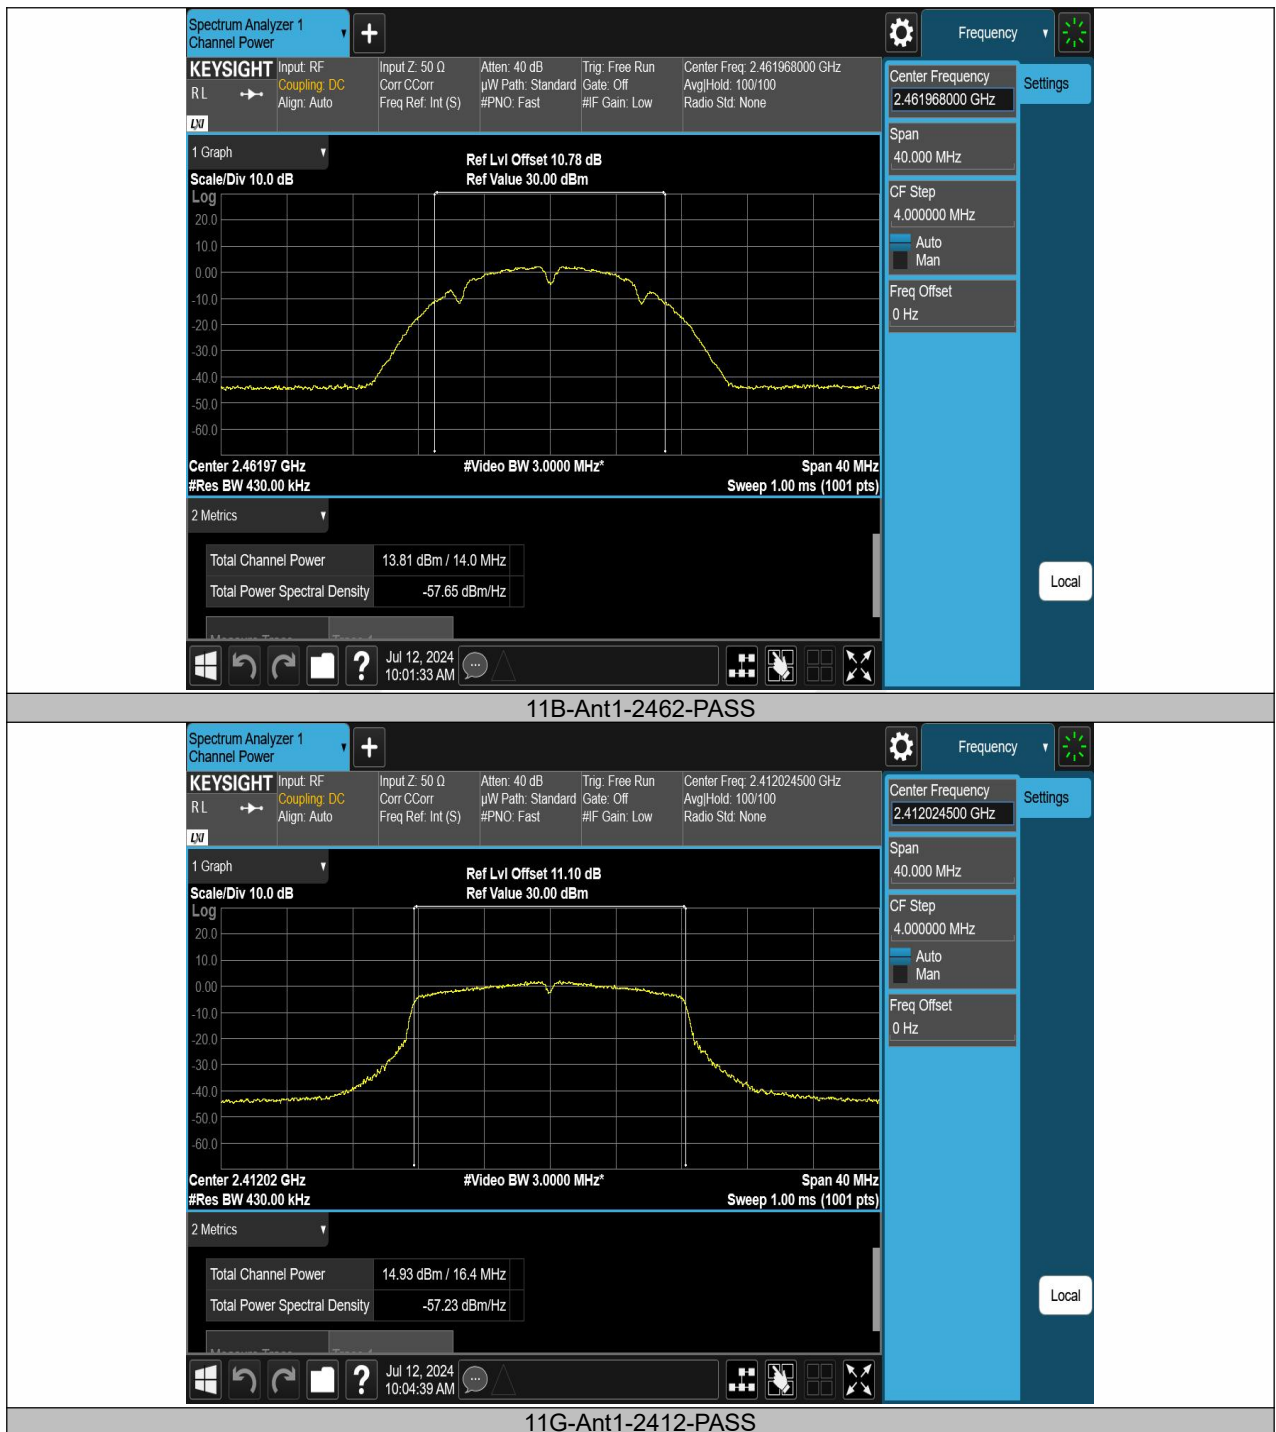 Spectrum Analyzer 1
Channel Power
+
Frequency
KEYSIGHT
R L
LXI
Input: RF
Coupling: DC
Align: Auto
Input Z: 50 Ω
Corr CCorr
Freq Ref: Int (S)
Atten: 40 dB
µW Path: Standard
#PNO: Fast
Trig: Free Run
Gate: Off
#IF Gain: Low
Center Freq: 2.461968000 GHz
Avg|Hold: 100/100
Radio Std: None
Center Frequency
2.461968000 GHz
Settings
Span
40.000 MHz
CF Step
4.000000 MHz
Auto
Man
Freq Offset
0 Hz
Local
1 Graph
Scale/Div 10.0 dB
Ref Lvl Offset 10.78 dB
Ref Value 30.00 dBm
Log
20.0
10.0
0.00
-10.0
-20.0
-30.0
-40.0
-50.0
-60.0
Center 2.46197 GHz
#Video BW 3.0000 MHz*
Span 40 MHz
#Res BW 430.00 kHz
Sweep 1.00 ms (1001 pts)
2 Metrics
Total Channel Power 13.81 dBm / 14.0 MHz
Total Power Spectral Density -57.65 dBm/Hz
?
Jul 12, 2024
10:01:33 AM
11B-Ant1-2462-PASS
Spectrum Analyzer 1
Channel Power
+
Frequency
KEYSIGHT
R L
LXI
Input: RF
Coupling: DC
Align: Auto
Input Z: 50 Ω
Corr CCorr
Freq Ref: Int (S)
Atten: 40 dB
µW Path: Standard
#PNO: Fast
Trig: Free Run
Gate: Off
#IF Gain: Low
Center Freq: 2.412024500 GHz
Avg|Hold: 100/100
Radio Std: None
Center Frequency
2.412024500 GHz
Settings
Span
40.000 MHz
CF Step
4.000000 MHz
Auto
Man
Freq Offset
0 Hz
Local
1 Graph
Scale/Div 10.0 dB
Ref Lvl Offset 11.10 dB
Ref Value 30.00 dBm
Log
20.0
10.0
0.00
-10.0
-20.0
-30.0
-40.0
-50.0
-60.0
Center 2.41202 GHz
#Video BW 3.0000 MHz*
Span 40 MHz
#Res BW 430.00 kHz
Sweep 1.00 ms (1001 pts)
2 Metrics
Total Channel Power 14.93 dBm / 16.4 MHz
Total Power Spectral Density -57.23 dBm/Hz
?
Jul 12, 2024
10:04:39 AM
11G-Ant1-2412-PASS